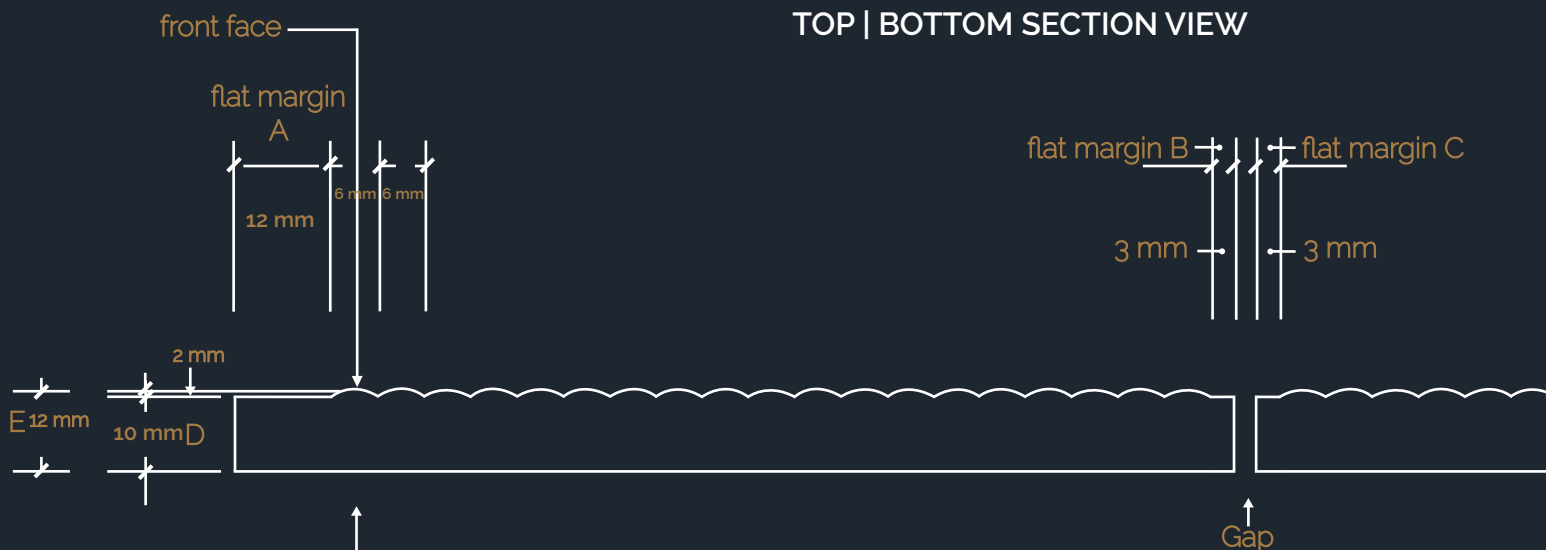 TOP | BOTTOM SECTION VIEW
front face
flat margin
A
flat margin B
flat margin C
6 mm
6 mm
12 mm
3 mm
3 mm
2 mm
E 12 mm
10 mm D
Gap